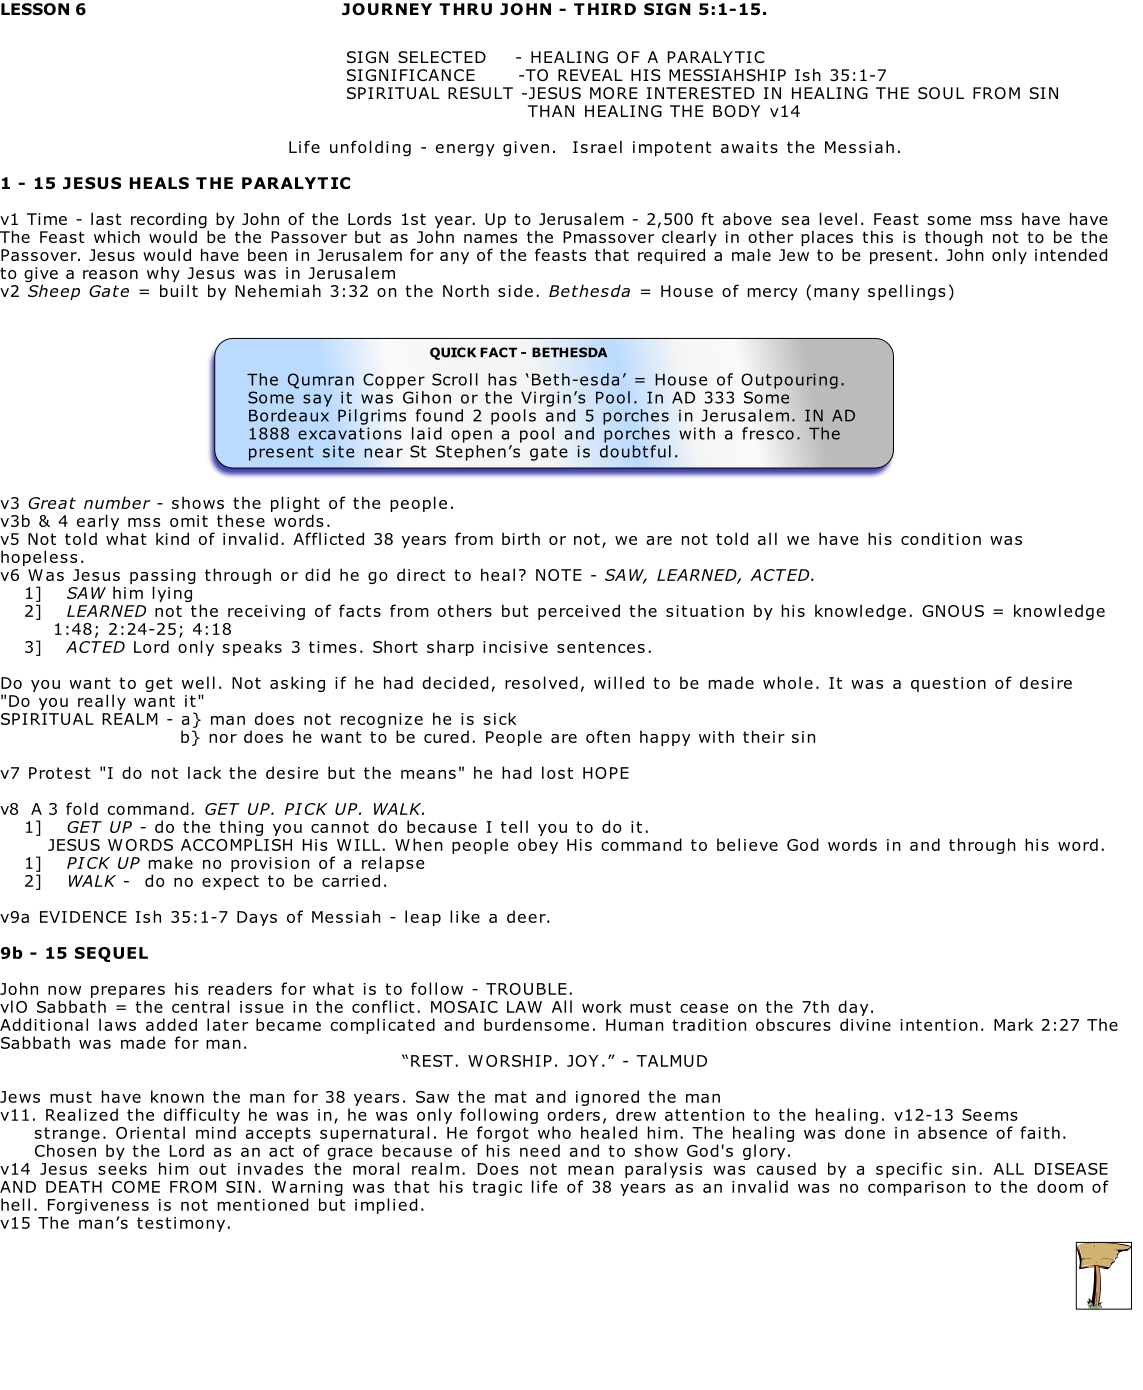 LESSON 6 JOURNEY THRU JOHN - THIRD SIGN 5:1-15.
SIGN SELECTED - HEALING OF A PARALYTIC
SIGNIFICANCE -TO REVEAL HIS MESSIAHSHIP Ish 35:1-7
SPIRITUAL RESULT -JESUS MORE INTERESTED IN HEALING THE SOUL FROM SIN
THAN HEALING THE BODY v14
Life unfolding - energy given. Israel impotent awaits the Messiah.
1 - 15 JESUS HEALS THE PARALYTIC
v1 Time - last recording by John of the Lords 1st year. Up to Jerusalem - 2,500 ft above sea level. Feast some mss have have
The Feast which would be the Passover but as John names the Pmassover clearly in other places this is though not to be the
Passover. Jesus would have been in Jerusalem for any of the feasts that required a male Jew to be present. John only intended
to give a reason why Jesus was in Jerusalem
v2 Sheep Gate = built by Nehemiah 3:32 on the North side. Bethesda = House of mercy (many spellings)
QUICK FACT - BETHESDA
The Qumran Copper Scroll has ‘Beth-esda’ = House of Outpouring.
Some say it was Gihon or the Virgin’s Pool. In AD 333 Some
Bordeaux Pilgrims found 2 pools and 5 porches in Jerusalem. IN AD
1888 excavations laid open a pool and porches with a fresco. The
present site near St Stephen’s gate is doubtful.
v3 Great number - shows the plight of the people.
v3b & 4 early mss omit these words.
v5 Not told what kind of invalid. Afflicted 38 years from birth or not, we are not told all we have his condition was
hopeless.
v6 Was Jesus passing through or did he go direct to heal? NOTE - SAW, LEARNED, ACTED.
1] SAW him lying
2] LEARNED not the receiving of facts from others but perceived the situation by his knowledge. GNOUS = knowledge
1:48; 2:24-25; 4:18
3] ACTED Lord only speaks 3 times. Short sharp incisive sentences.
Do you want to get well. Not asking if he had decided, resolved, willed to be made whole. It was a question of desire
"Do you really want it"
SPIRITUAL REALM - a} man does not recognize he is sick
b} nor does he want to be cured. People are often happy with their sin
v7 Protest "I do not lack the desire but the means" he had lost HOPE
v8 A 3 fold command. GET UP. PICK UP. WALK.
1] GET UP - do the thing you cannot do because I tell you to do it.
JESUS WORDS ACCOMPLISH His WILL. When people obey His command to believe God words in and through his word.
1] PICK UP make no provision of a relapse
2] WALK - do no expect to be carried.
v9a EVIDENCE Ish 35:1-7 Days of Messiah - leap like a deer.
9b - 15 SEQUEL
John now prepares his readers for what is to follow - TROUBLE.
vlO Sabbath = the central issue in the conflict. MOSAIC LAW All work must cease on the 7th day.
Additional laws added later became complicated and burdensome. Human tradition obscures divine intention. Mark 2:27 The
Sabbath was made for man.
“REST. WORSHIP. JOY.” - TALMUD
Jews must have known the man for 38 years. Saw the mat and ignored the man
v11. Realized the difficulty he was in, he was only following orders, drew attention to the healing. v12-13 Seems
strange. Oriental mind accepts supernatural. He forgot who healed him. The healing was done in absence of faith.
Chosen by the Lord as an act of grace because of his need and to show God's glory.
v14 Jesus seeks him out invades the moral realm. Does not mean paralysis was caused by a specific sin. ALL DISEASE
AND DEATH COME FROM SIN. Warning was that his tragic life of 38 years as an invalid was no comparison to the doom of
hell. Forgiveness is not mentioned but implied.
v15 The man’s testimony.